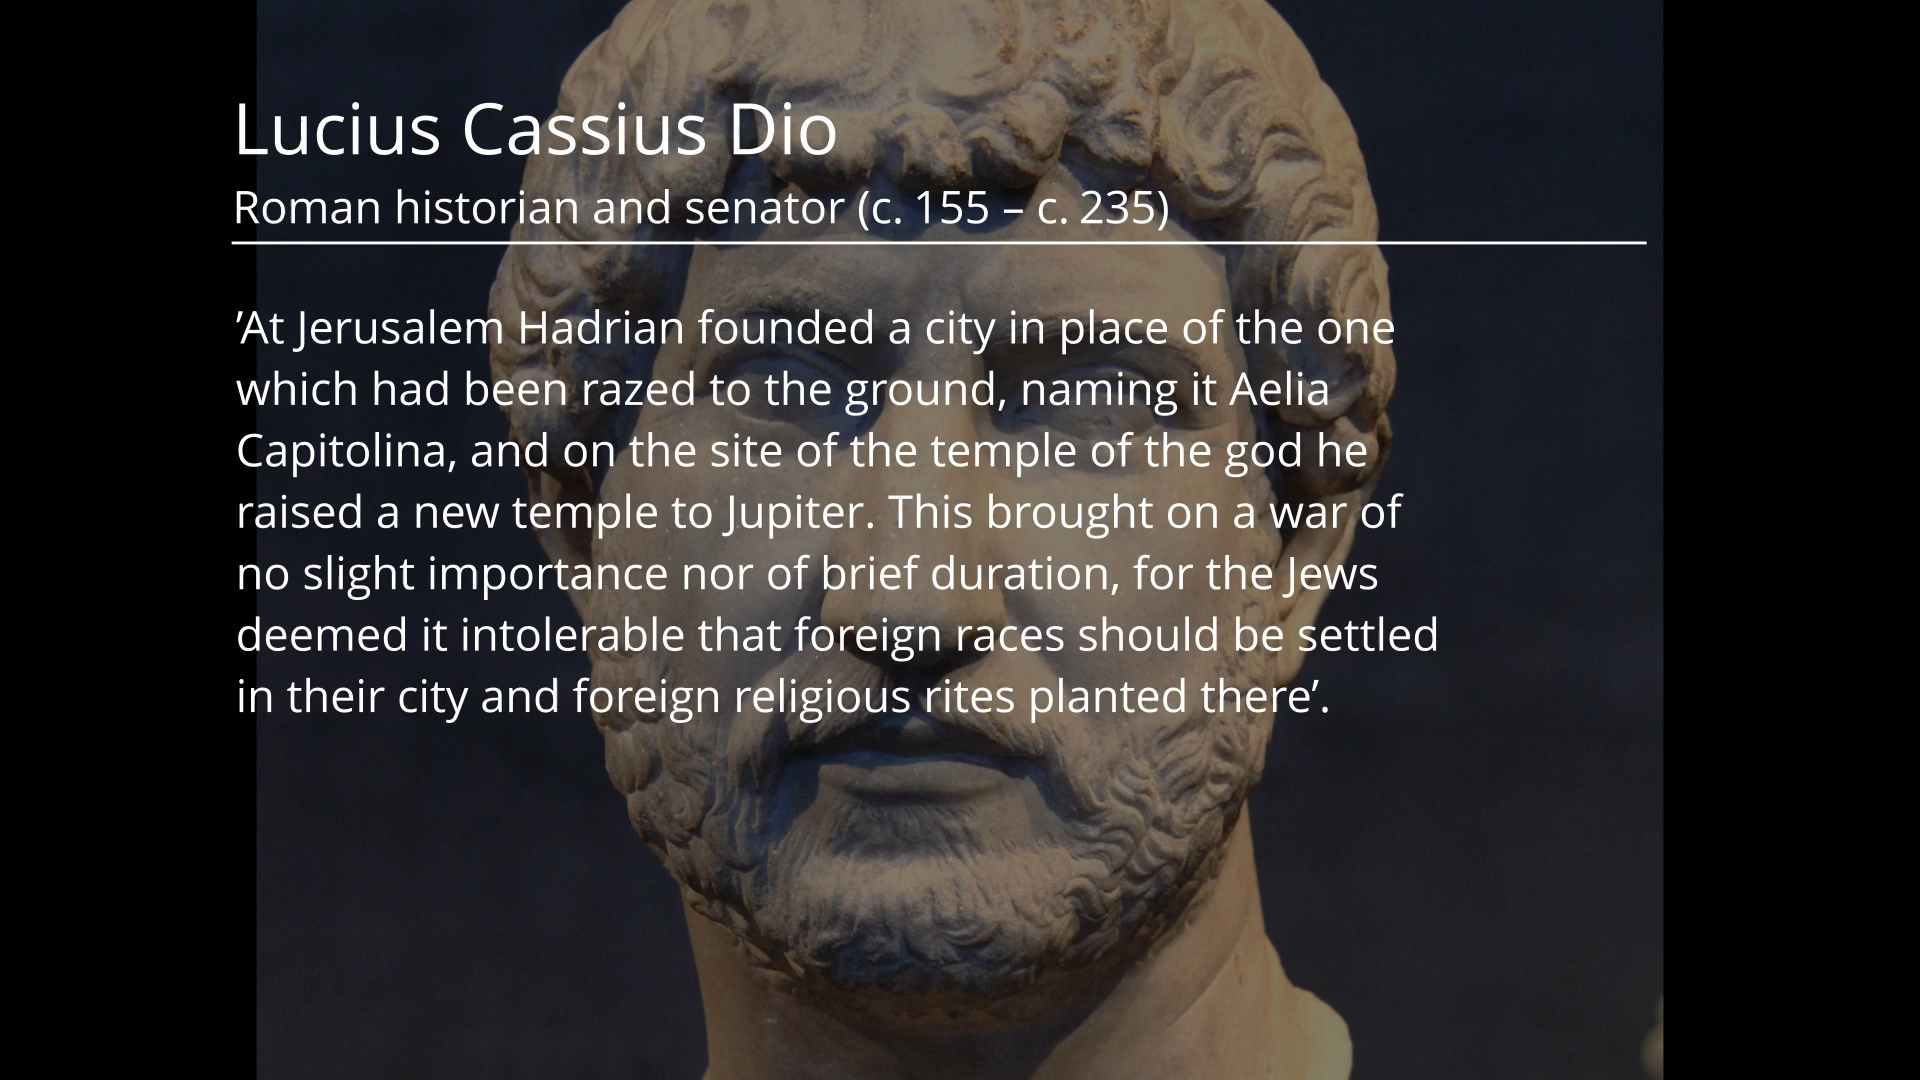 Lucius Cassius Dio
Roman historian and senator (c. 155 – c. 235)
’At Jerusalem Hadrian founded a city in place of the one
which had been razed to the ground, naming it Aelia
Capitolina, and on the site of the temple of the god he
raised a new temple to Jupiter. This brought on a war of
no slight importance nor of brief duration, for the Jews
deemed it intolerable that foreign races should be settled
in their city and foreign religious rites planted there’.